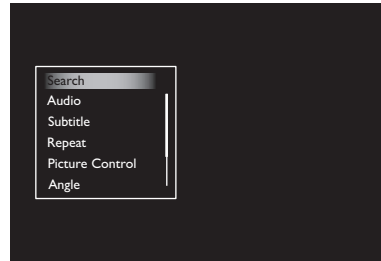 Search
Audio
Subtitle
Repeat
Picture Control
Angle